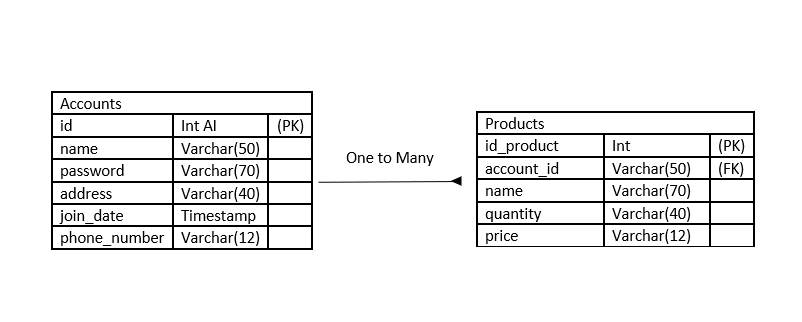 Accounts
id Int AI (PK)
name Varchar(50)
password Varchar(70)
address Varchar(40)
join_date Timestamp
phone_number Varchar(12)
One to Many
Products
id_product Int (PK)
account_id Varchar(50) (FK)
name Varchar(70)
quantity Varchar(40)
price Varchar(12)